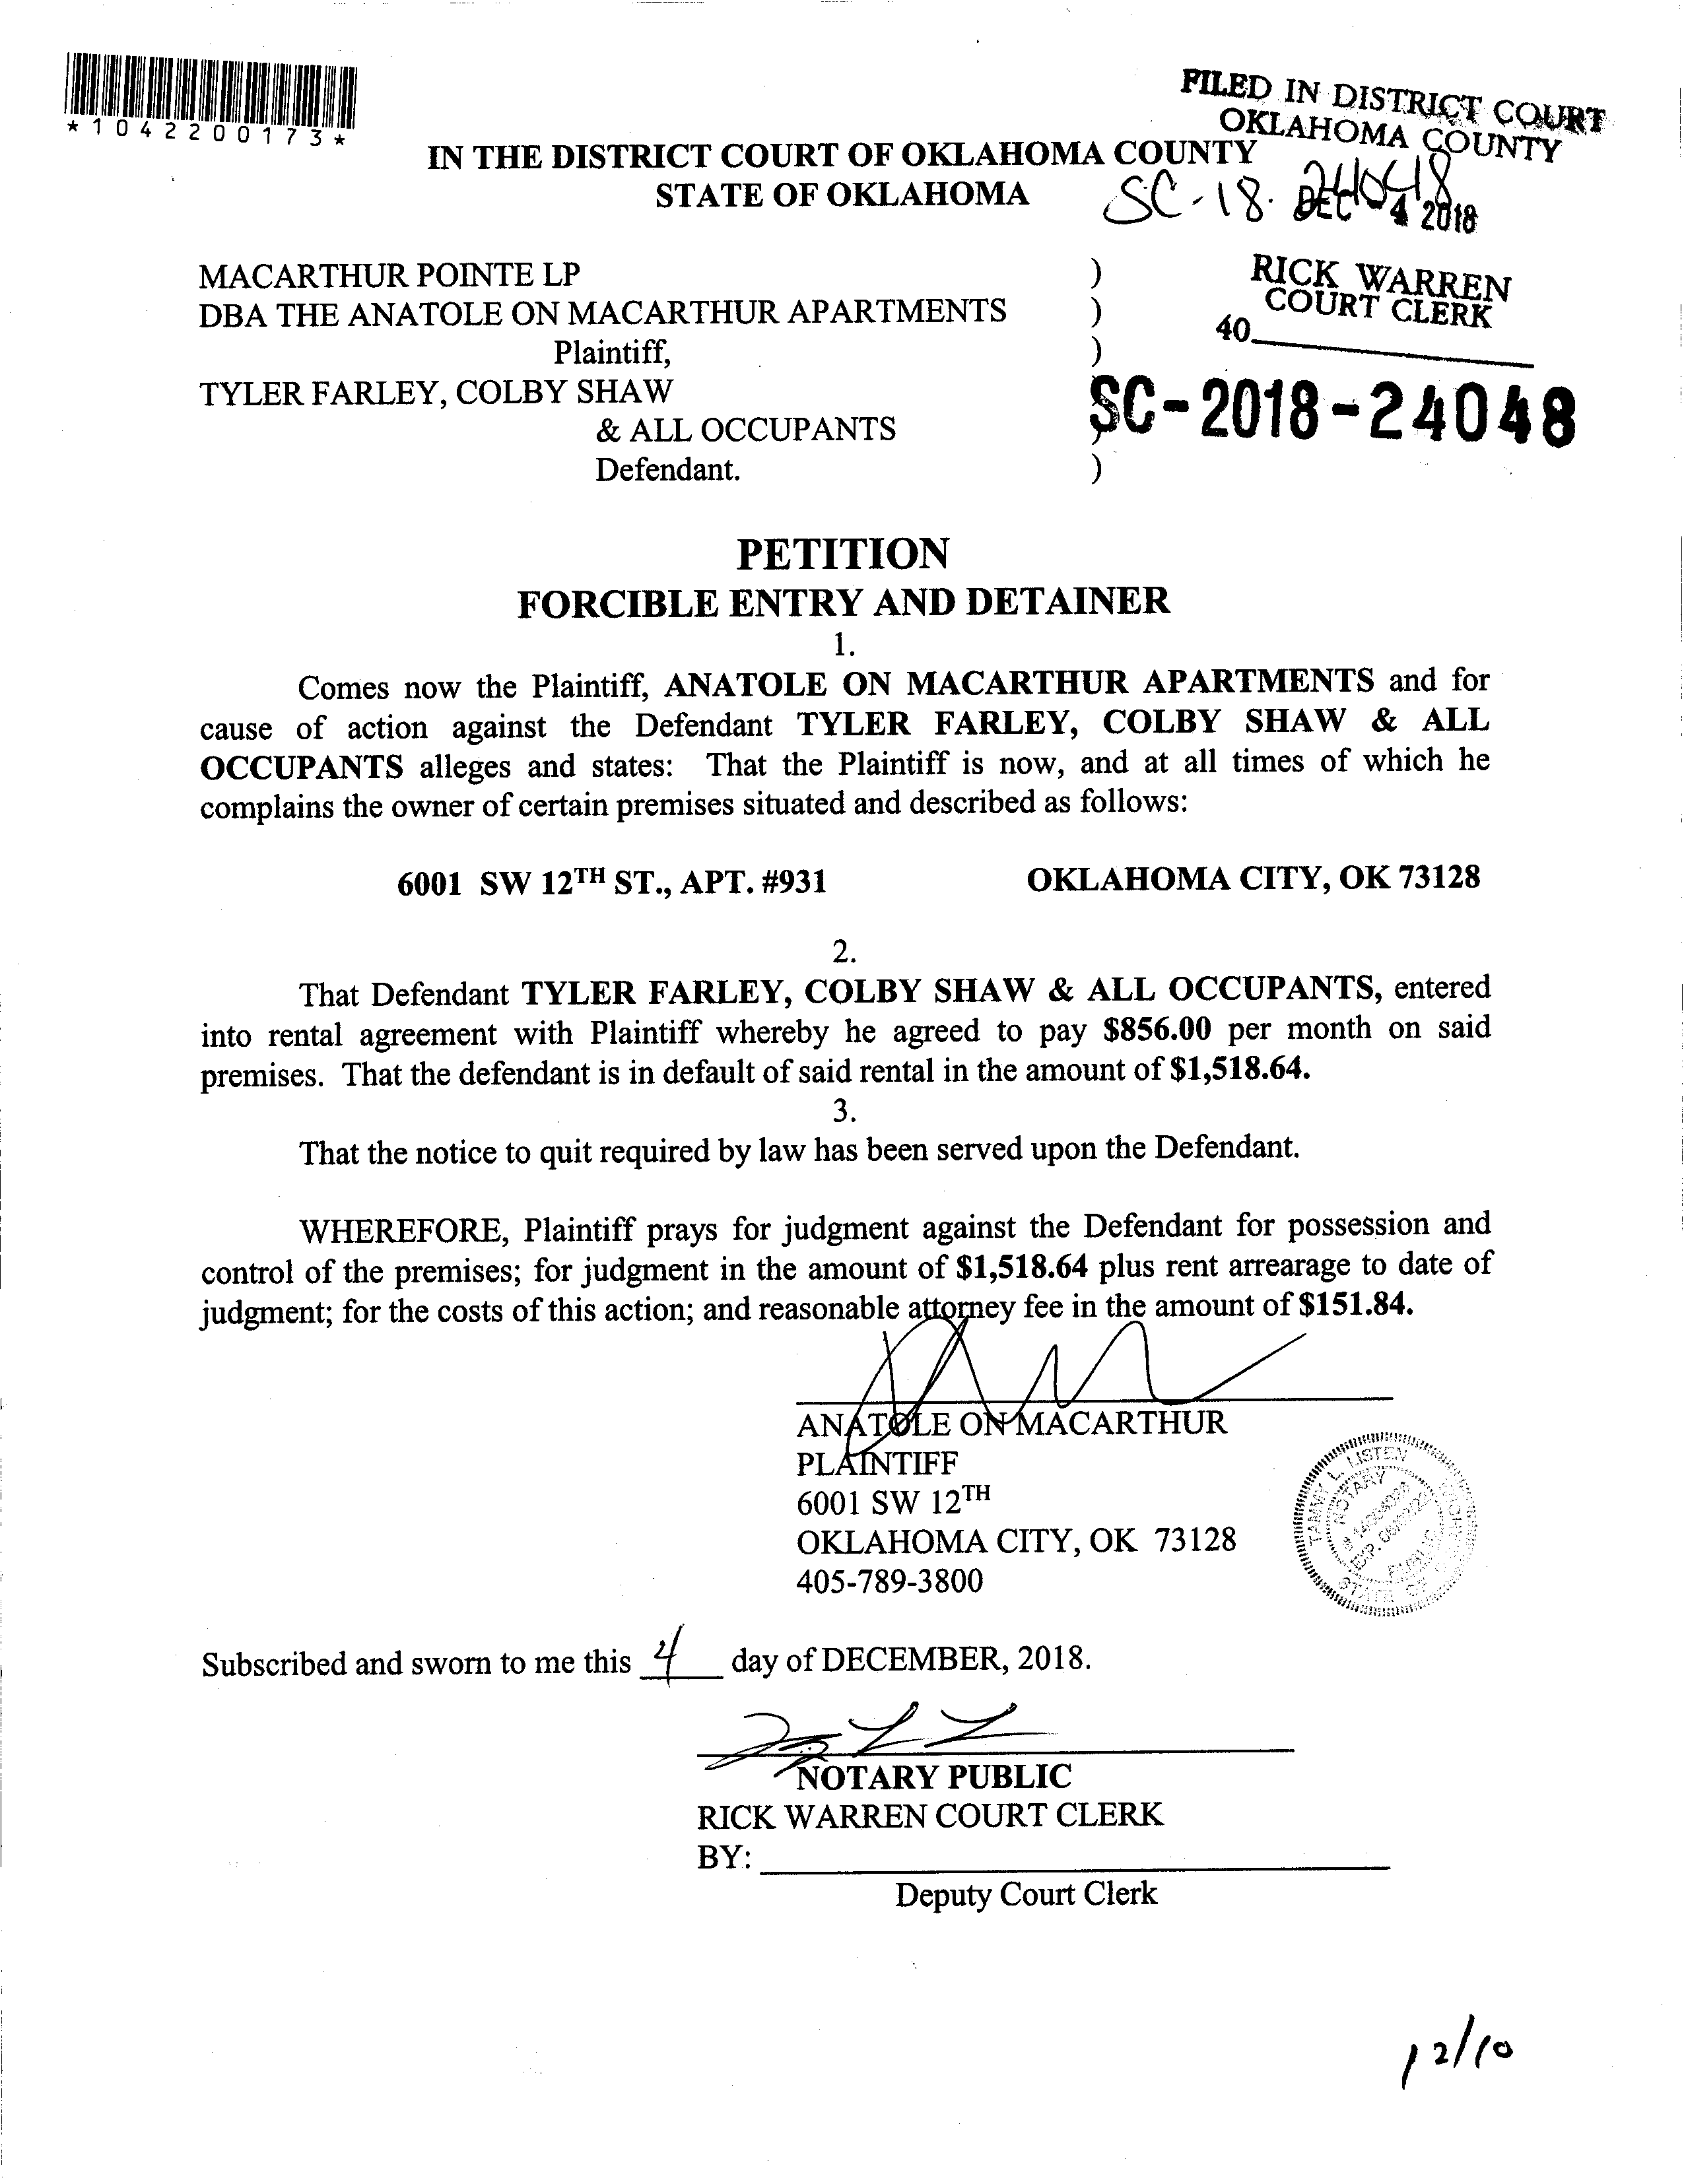 *1042200173*
FILED IN DISTRICT COURT
OKLAHOMA COUNTY
IN THE DISTRICT COURT OF OKLAHOMA COUNTY
STATE OF OKLAHOMA
SC-18-24048
DEC 4 2018
MACARTHUR POINTE LP )
DBA THE ANATOLE ON MACARTHUR APARTMENTS )
Plaintiff, )
RICK WARREN
COURT CLERK
40
TYLER FARLEY, COLBY SHAW
SC-2018-24048
& ALL OCCUPANTS )
Defendant. )
PETITION
FORCIBLE ENTRY AND DETAINER
1.
Comes now the Plaintiff, ANATOLE ON MACARTHUR APARTMENTS and for
cause of action against the Defendant TYLER FARLEY, COLBY SHAW & ALL
OCCUPANTS alleges and states: That the Plaintiff is now, and at all times of which he
complains the owner of certain premises situated and described as follows:
6001 SW 12TH ST., APT. #931 OKLAHOMA CITY, OK 73128
2.
That Defendant TYLER FARLEY, COLBY SHAW & ALL OCCUPANTS, entered
into rental agreement with Plaintiff whereby he agreed to pay $856.00 per month on said
premises. That the defendant is in default of said rental in the amount of $1,518.64.
3.
That the notice to quit required by law has been served upon the Defendant.
WHEREFORE, Plaintiff prays for judgment against the Defendant for possession and
control of the premises; for judgment in the amount of $1,518.64 plus rent arrearage to date of
judgment; for the costs of this action; and reasonable attorney fee in the amount of $151.84.
ANATOLE ON MACARTHUR
PLAINTIFF
6001 SW 12TH
OKLAHOMA CITY, OK 73128
405-789-3800
TAMMY L. LISTEN
NOTARY
PUBLIC
STATE OF
Subscribed and sworn to me this 4 day of DECEMBER, 2018.
NOTARY PUBLIC
RICK WARREN COURT CLERK
BY:
Deputy Court Clerk
12/10